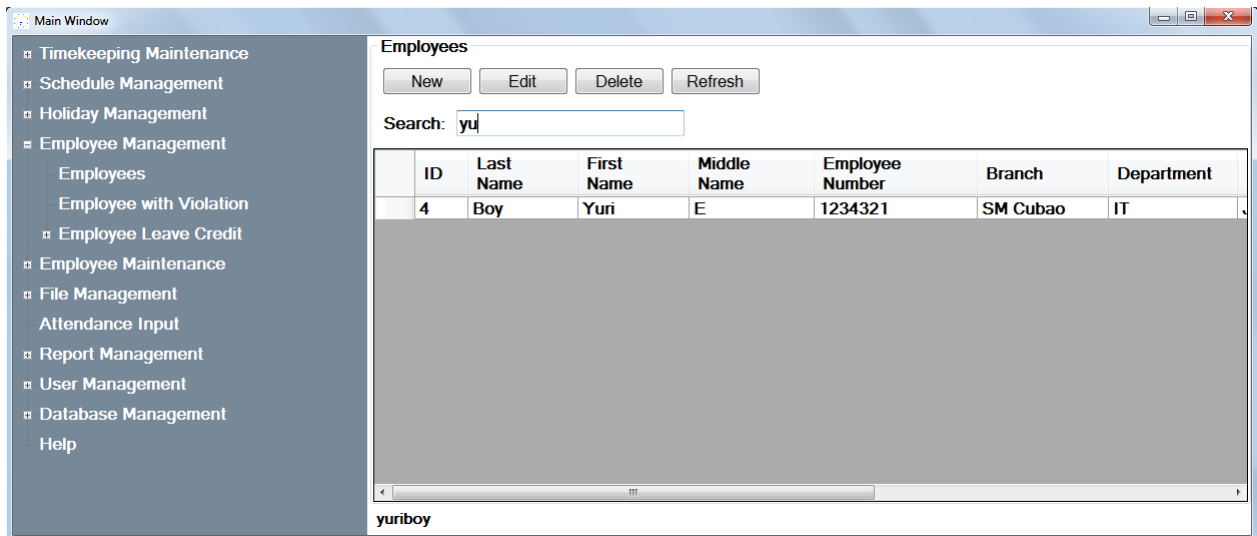 Main Window
Timekeeping Maintenance
Schedule Management
Holiday Management
Employee Management
Employees
Employee with Violation
Employee Leave Credit
Employee Maintenance
File Management
Attendance Input
Report Management
User Management
Database Management
Help
Employees
New Edit Delete Refresh
Search: yu
ID Last Name First Name Middle Name Employee Number Branch Department
4 Boy Yuri E 1234321 SM Cubao IT
yuriboy